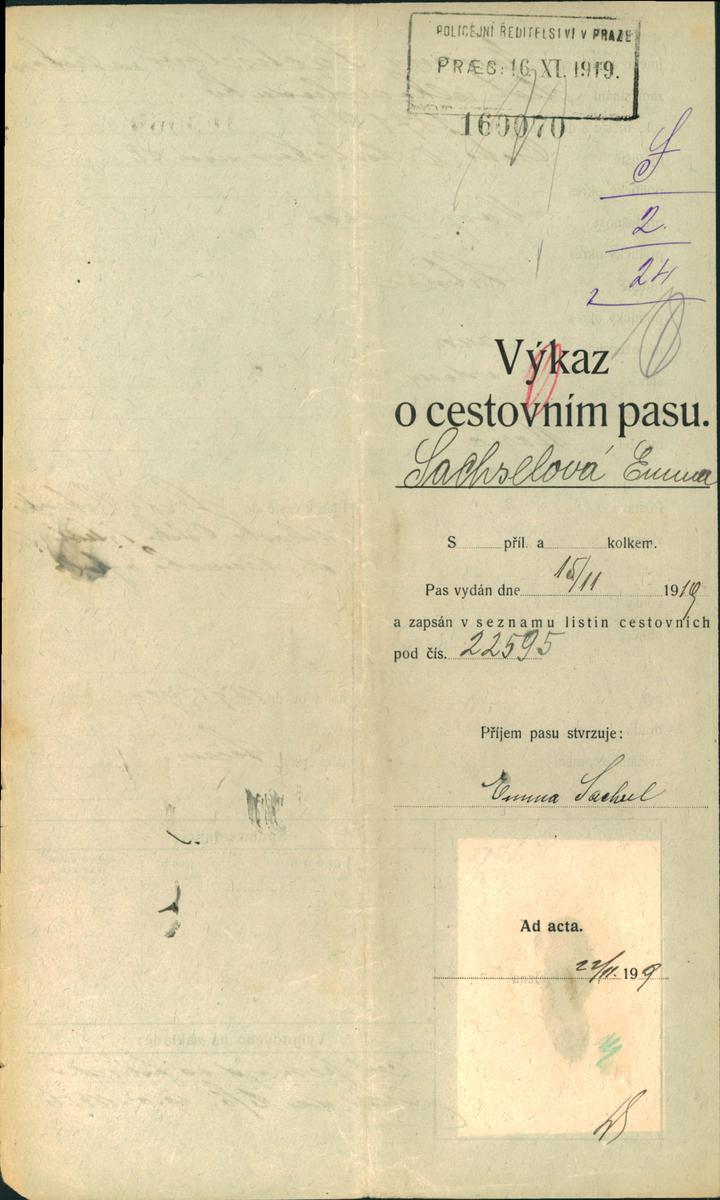 POLICEJNÍ ŘEDITELSTVÍ V PRAZE
PRÆS: 16 XI. 1919.
160070
S
2
24
Výkaz
o cestovním pasu.
Sachselová Emma
S příl. a kolkem.
Pas vydán dne 15/11 1919
a zapsán v seznamu listin cestovních
pod čís. 22595
Příjem pasu stvrzuje:
Emma Sachsel
Ad acta.
22/11. 1919